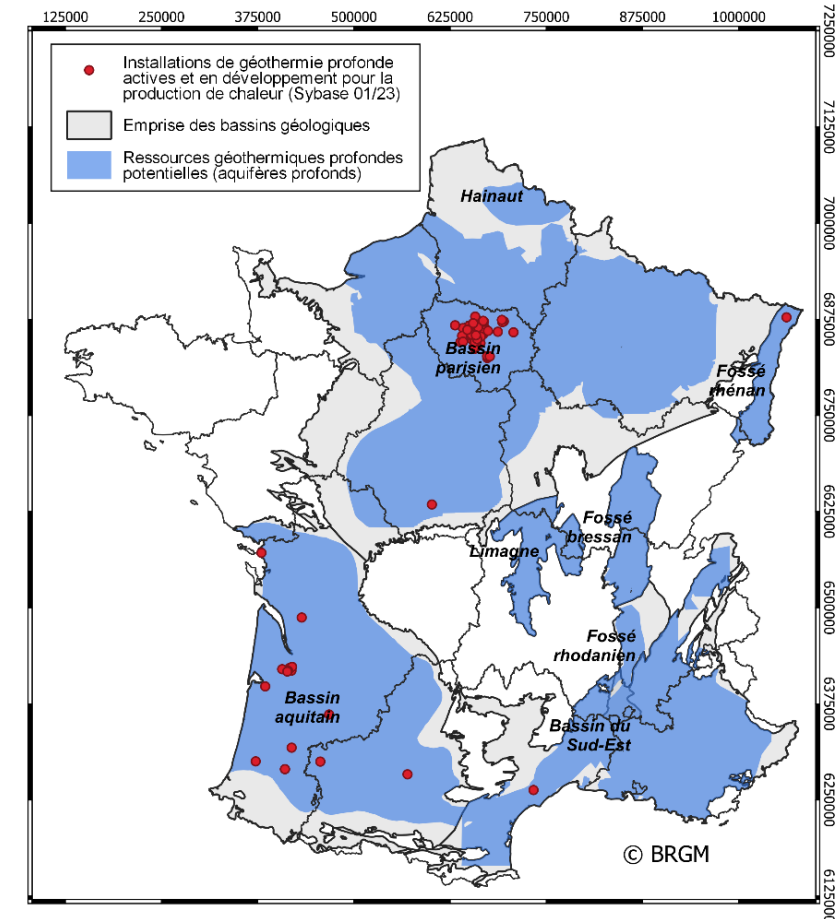 125000 250000 375000 500000 625000 750000 875000 1000000
7250000
7125000
7000000
6875000
6750000
6625000
6500000
6375000
6250000
6125000
Installations de géothermie profonde
actives et en développement pour la
production de chaleur (Sybase 01/23)
Emprise des bassins géologiques
Ressources géothermiques profondes
potentielles (aquifères profonds)
Hainaut
Bassin
parisien
Fossé
rhénan
Fossé
bressan
Limagne
Fossé
rhodanien
Bassin
aquitain
Bassin du
Sud-Est
© BRGM